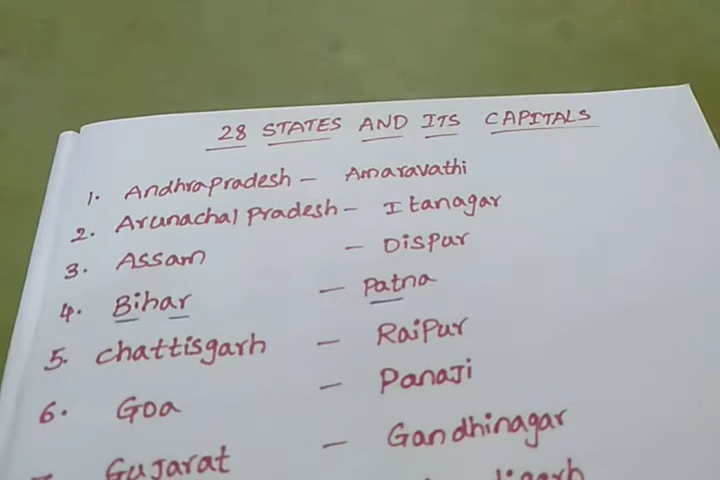 28 STATES AND ITS CAPITALS
1. Andhrapradesh - Amaravathi
2. Arunachal Pradesh - Itanagar
3. Assam - Dispur
4. Bihar - Patna
5. Chattisgarh - Raipur
6. Goa - Panaji
Gujarat - Gandhinagar